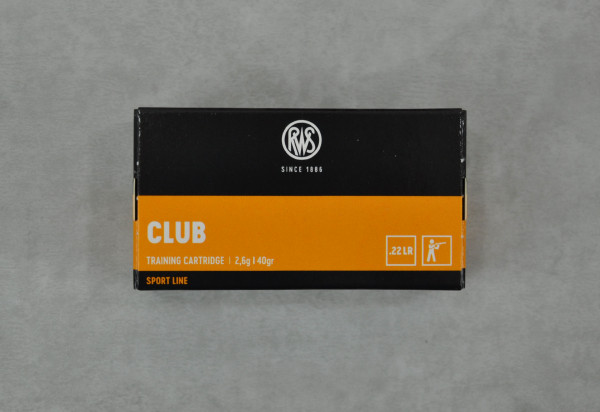 RWS
SINCE 1886
CLUB
TRAINING CARTRIDGE | 2,6g | 40gr
.22 LR
SPORT LINE